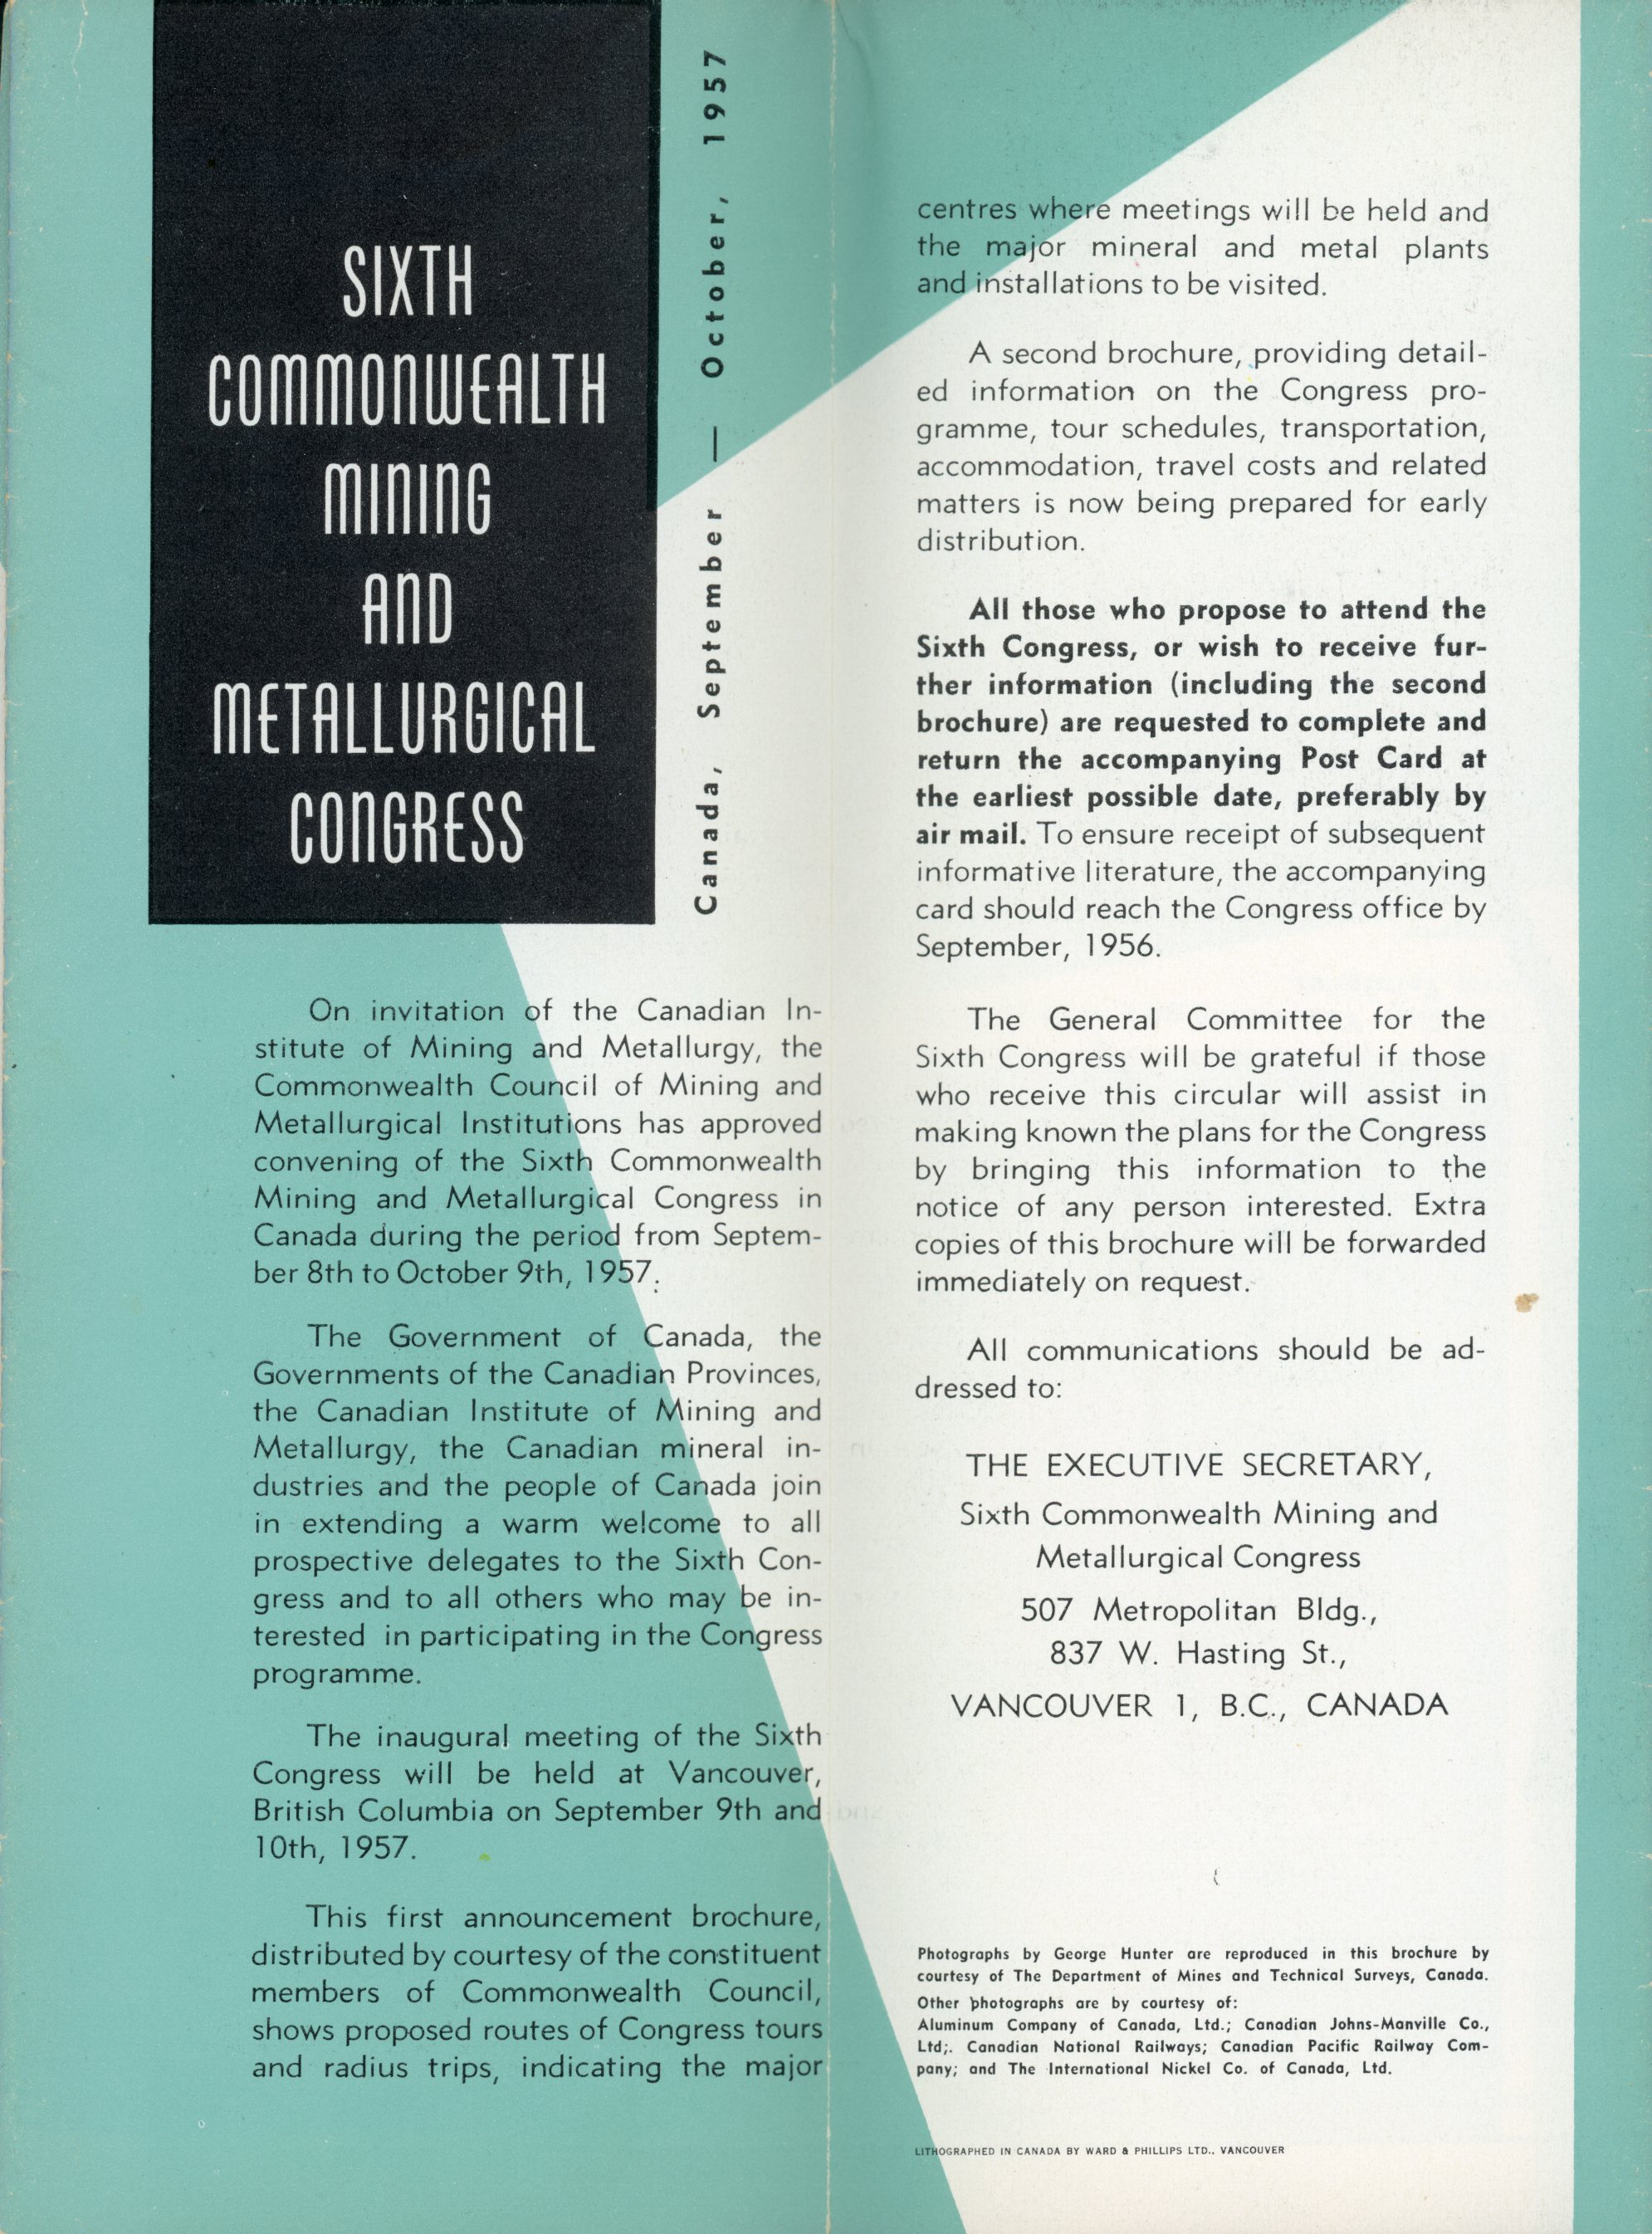 SIXTH
COMMONWEALTH
MINING
AND
METALLURGICAL
CONGRESS
Canada, September — October, 1957
On invitation of the Canadian In-
stitute of Mining and Metallurgy, the
Commonwealth Council of Mining and
Metallurgical Institutions has approved
convening of the Sixth Commonwealth
Mining and Metallurgical Congress in
Canada during the period from Septem-
ber 8th to October 9th, 1957.
The Government of Canada, the
Governments of the Canadian Provinces,
the Canadian Institute of Mining and
Metallurgy, the Canadian mineral in-
dustries and the people of Canada join
in extending a warm welcome to all
prospective delegates to the Sixth Con-
gress and to all others who may be in-
terested in participating in the Congress
programme.
The inaugural meeting of the Sixth
Congress will be held at Vancouver,
British Columbia on September 9th and
10th, 1957.
This first announcement brochure,
distributed by courtesy of the constituent
members of Commonwealth Council,
shows proposed routes of Congress tours
and radius trips, indicating the major
centres where meetings will be held and
the major mineral and metal plants
and installations to be visited.
A second brochure, providing detail-
ed information on the Congress pro-
gramme, tour schedules, transportation,
accommodation, travel costs and related
matters is now being prepared for early
distribution.
All those who propose to attend the
Sixth Congress, or wish to receive fur-
ther information (including the second
brochure) are requested to complete and
return the accompanying Post Card at
the earliest possible date, preferably by
air mail. To ensure receipt of subsequent
informative literature, the accompanying
card should reach the Congress office by
September, 1956.
The General Committee for the
Sixth Congress will be grateful if those
who receive this circular will assist in
making known the plans for the Congress
by bringing this information to the
notice of any person interested. Extra
copies of this brochure will be forwarded
immediately on request.
All communications should be ad-
dressed to:
THE EXECUTIVE SECRETARY,
Sixth Commonwealth Mining and
Metallurgical Congress
507 Metropolitan Bldg.,
837 W. Hasting St.,
VANCOUVER 1, B.C., CANADA
Photographs by George Hunter are reproduced in this brochure by
courtesy of The Department of Mines and Technical Surveys, Canada.
Other photographs are by courtesy of:
Aluminum Company of Canada, Ltd.; Canadian Johns-Manville Co.,
Ltd;. Canadian National Railways; Canadian Pacific Railway Com-
pany; and The International Nickel Co. of Canada, Ltd.
LITHOGRAPHED IN CANADA BY WARD & PHILLIPS LTD., VANCOUVER